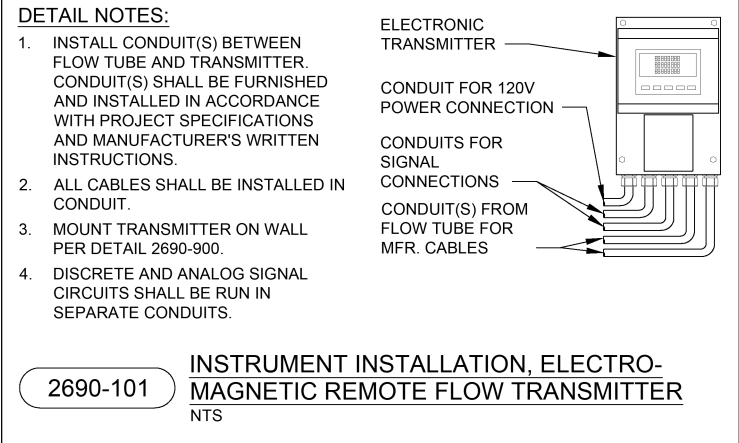 DETAIL NOTES:
1. INSTALL CONDUIT(S) BETWEEN
FLOW TUBE AND TRANSMITTER.
CONDUIT(S) SHALL BE FURNISHED
AND INSTALLED IN ACCORDANCE
WITH PROJECT SPECIFICATIONS
AND MANUFACTURER'S WRITTEN
INSTRUCTIONS.
2. ALL CABLES SHALL BE INSTALLED IN
CONDUIT.
3. MOUNT TRANSMITTER ON WALL
PER DETAIL 2690-900.
4. DISCRETE AND ANALOG SIGNAL
CIRCUITS SHALL BE RUN IN
SEPARATE CONDUITS.
ELECTRONIC
TRANSMITTER
CONDUIT FOR 120V
POWER CONNECTION
CONDUITS FOR
SIGNAL
CONNECTIONS
CONDUIT(S) FROM
FLOW TUBE FOR
MFR. CABLES
2690-101
INSTRUMENT INSTALLATION, ELECTRO-
MAGNETIC REMOTE FLOW TRANSMITTER
NTS